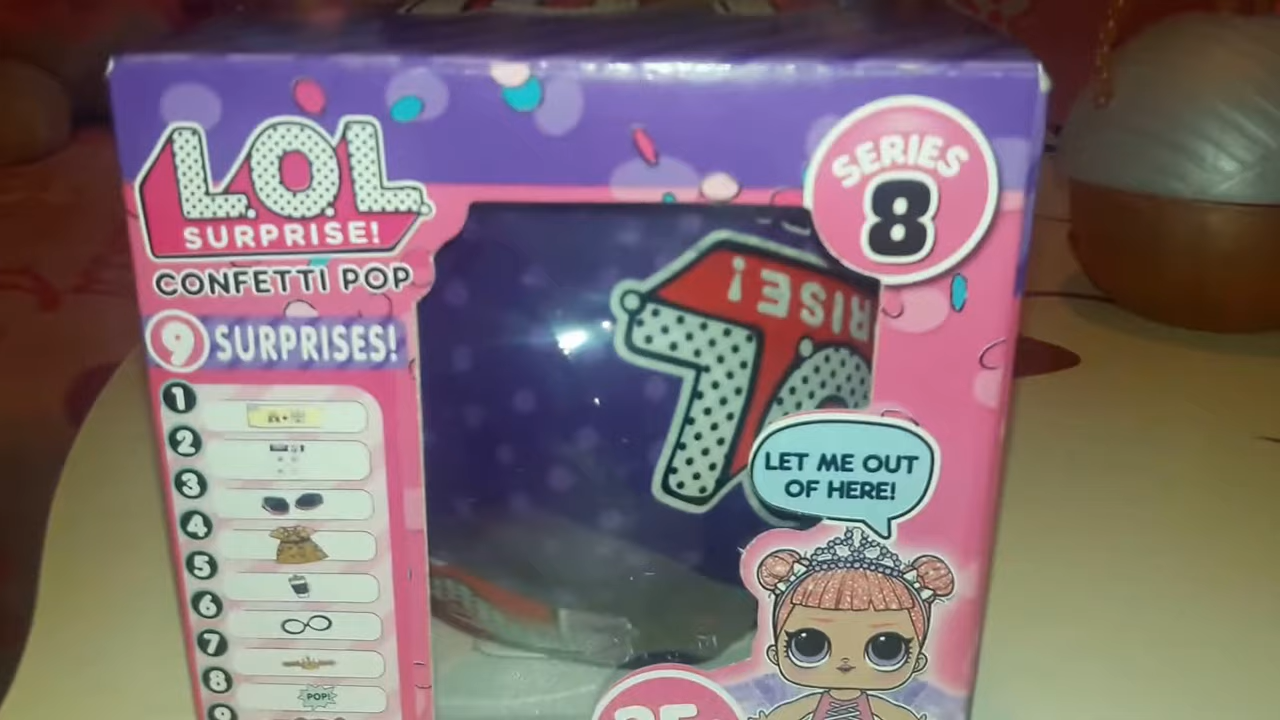 L.O.L.
SURPRISE!
CONFETTI POP
9 SURPRISES!
1
2
3
4
5
6
7
8
POP!
SERIES
8
RISE!
L.O
LET ME OUT
OF HERE!